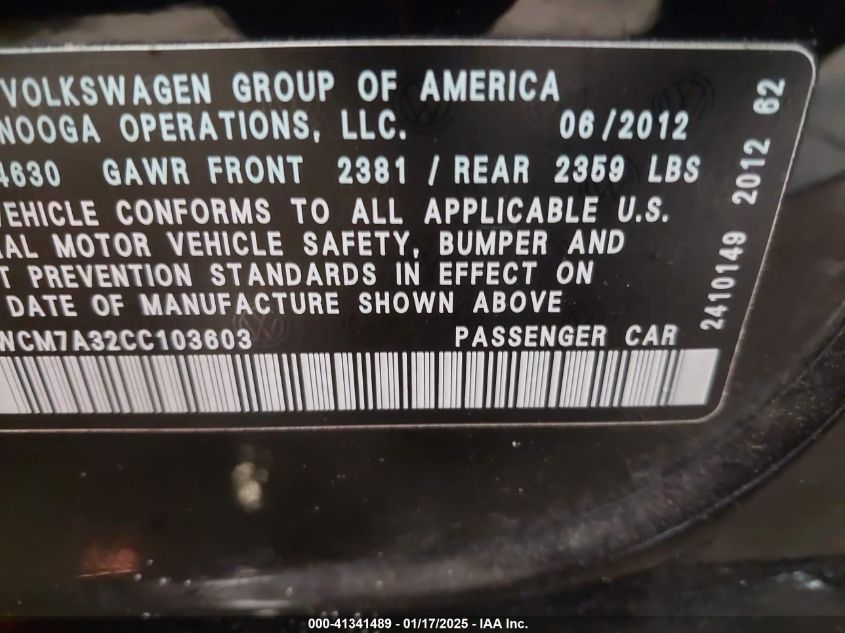 VOLKSWAGEN GROUP OF AMERICA
NOOGA OPERATIONS, LLC. 06/2012
4630 GAWR FRONT 2381 / REAR 2359 LBS
VEHICLE CONFORMS TO ALL APPLICABLE U.S.
AL MOTOR VEHICLE SAFETY, BUMPER AND
T PREVENTION STANDARDS IN EFFECT ON
DATE OF MANUFACTURE SHOWN ABOVE
WCM7A32CC103603 PASSENGER CAR
2410149 2012 62
000-41341489 - 01/17/2025 - IAA Inc.